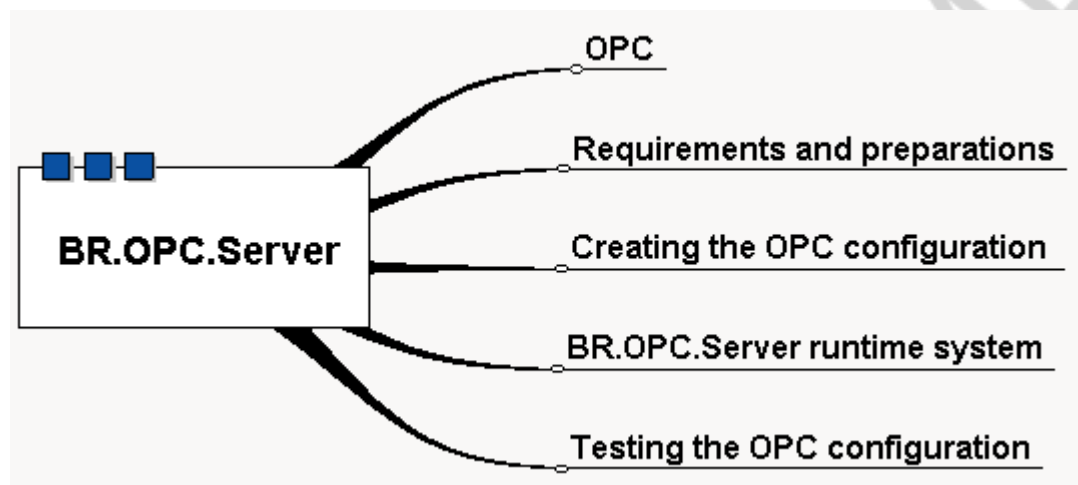 OPC
Requirements and preparations
BR.OPC.Server
Creating the OPC configuration
BR.OPC.Server runtime system
Testing the OPC configuration